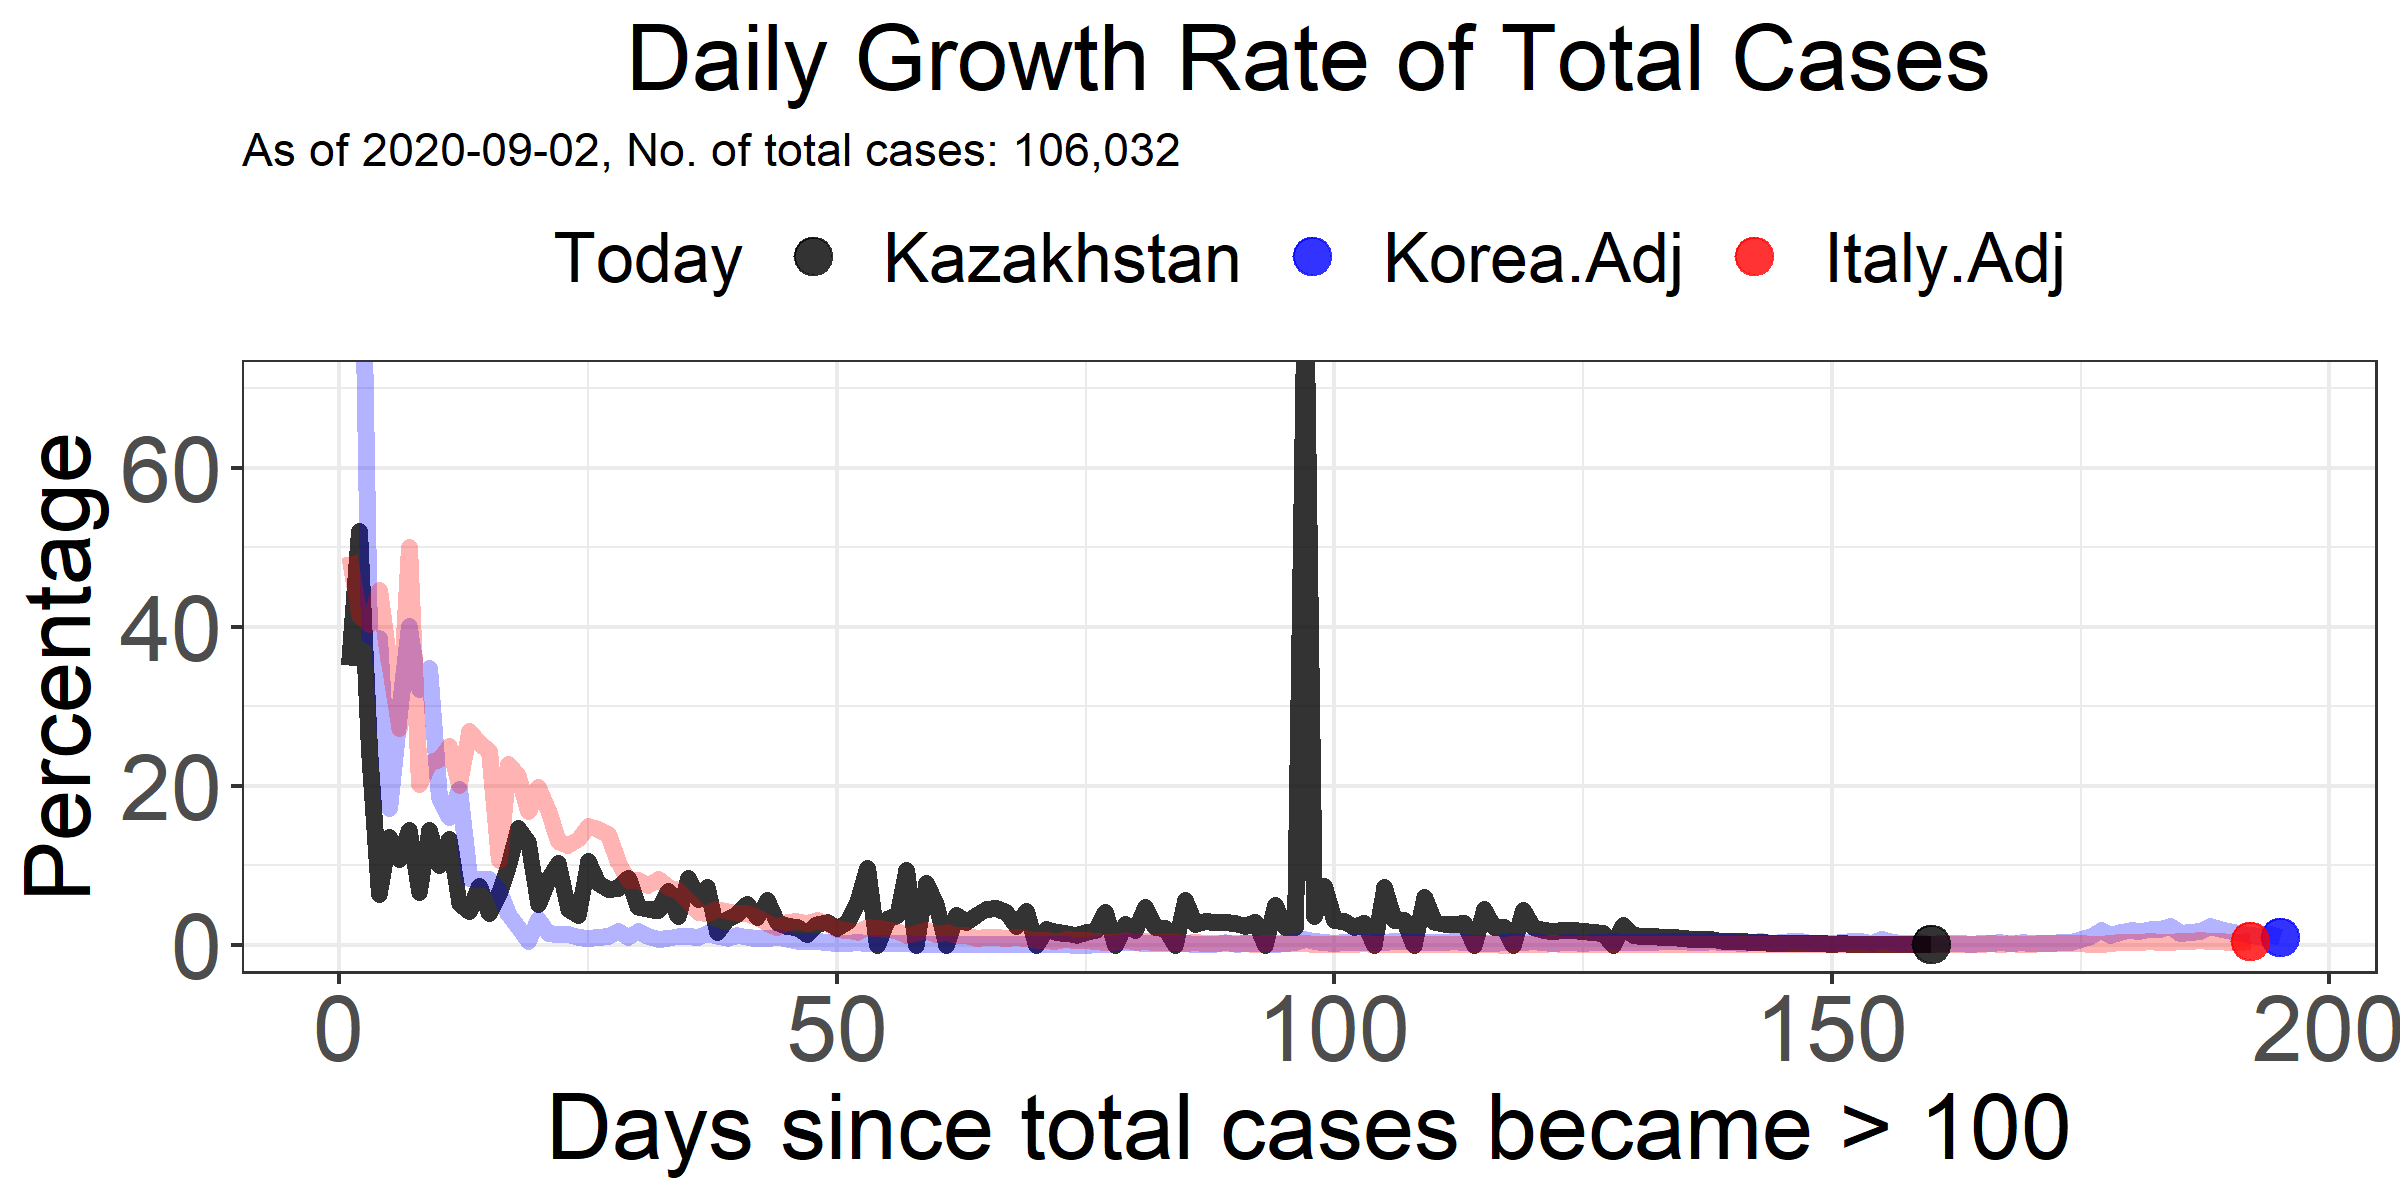 Daily Growth Rate of Total Cases
As of 2020-09-02, No. of total cases: 106,032
Today Kazakhstan Korea.Adj Italy.Adj
Percentage
60
40
20
0
0 50 100 150 200
Days since total cases became > 100